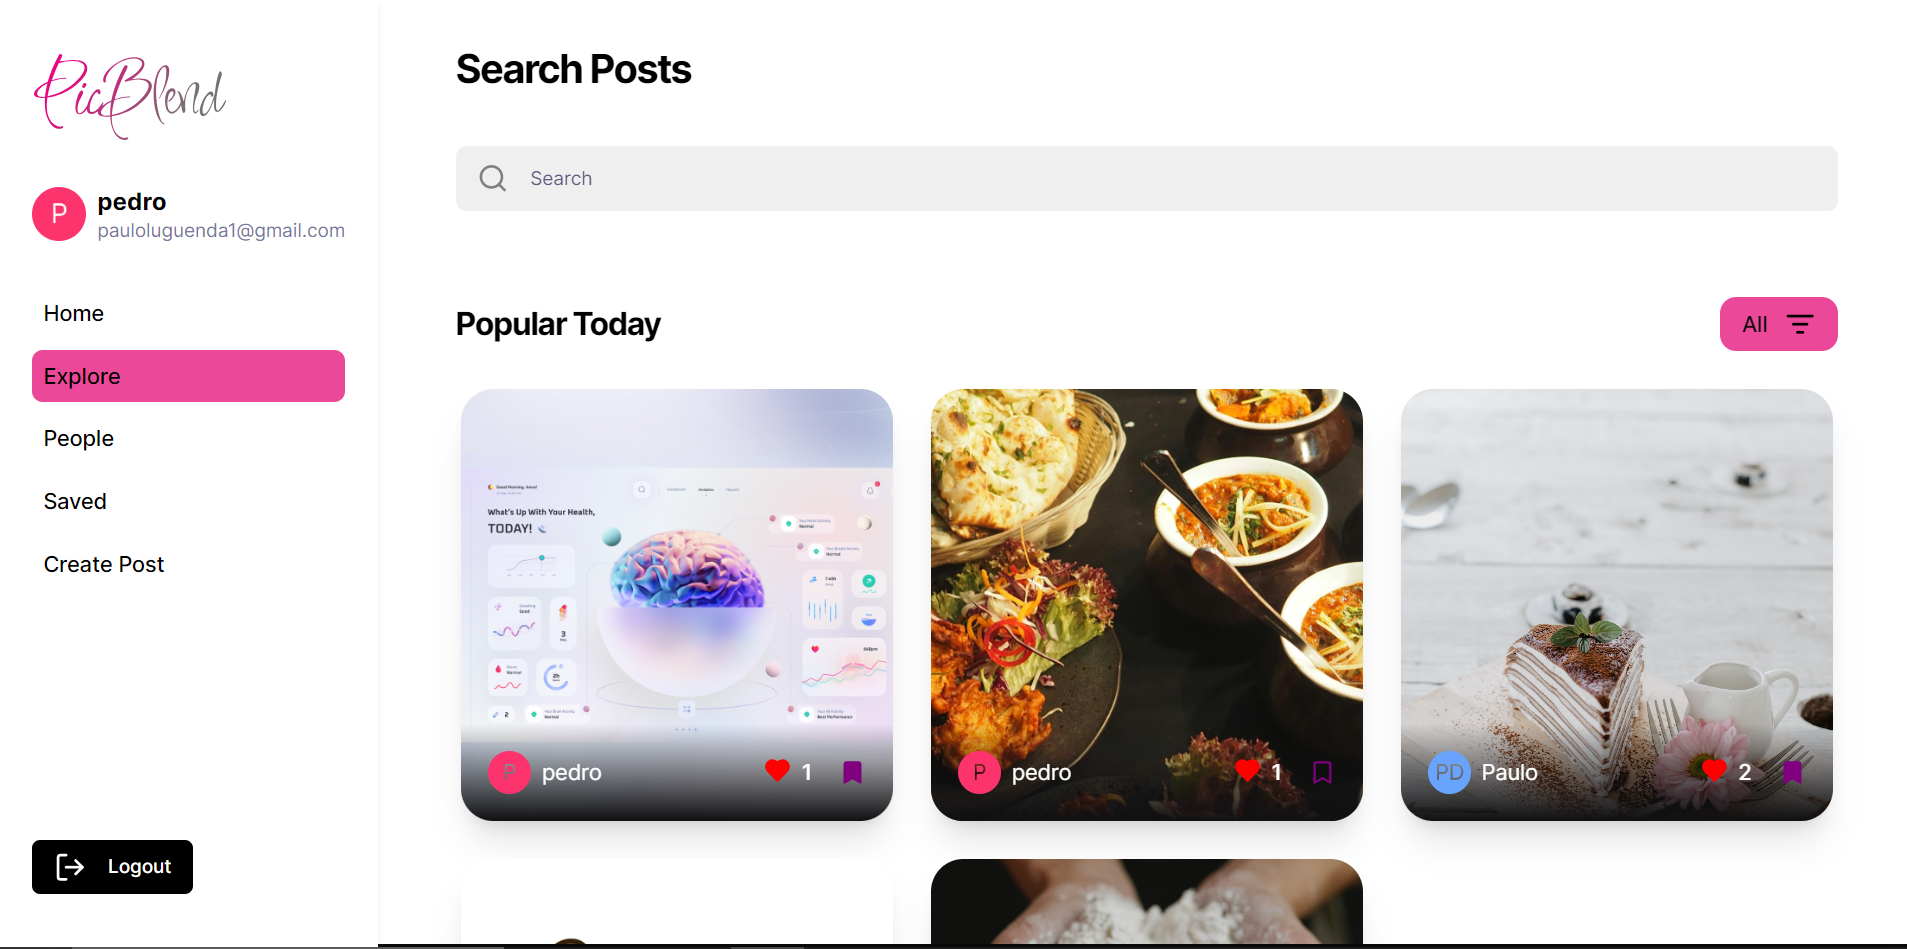 PicBlend
P
pedro
pauloluguenda1@gmail.com
Home
Explore
People
Saved
Create Post
Logout
Search Posts
Search
Popular Today
All
What's Up With Your Health,
TODAY!
P
pedro
1
P
pedro
1
PD
Paulo
2